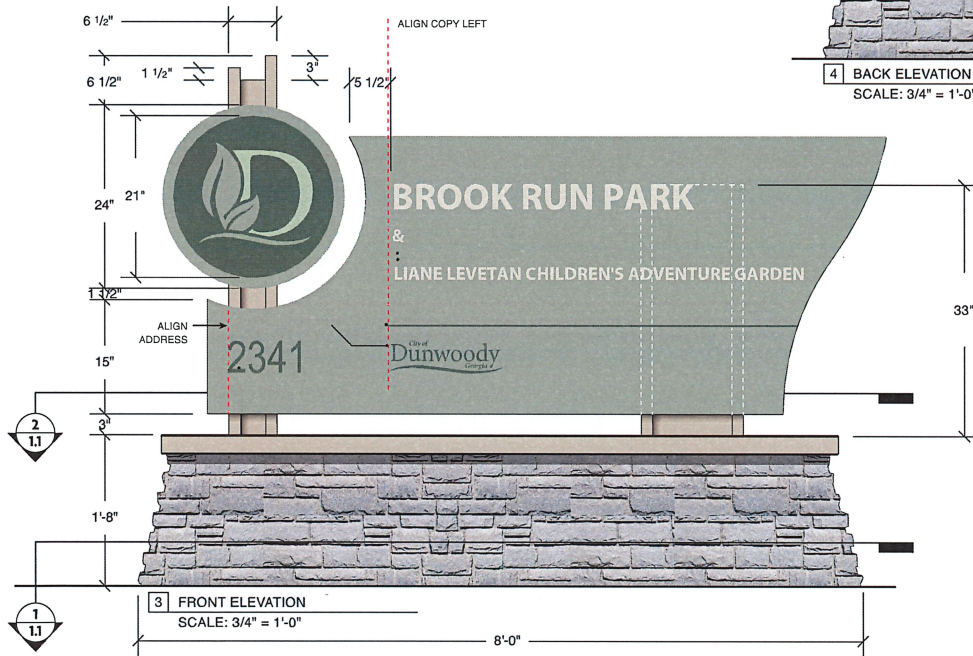 6 1/2"
ALIGN COPY LEFT
1 1/2"
6 1/2"
3"
5 1/2"
4 BACK ELEVATION
SCALE: 3/4" = 1'-0"
D
24"
21"
BROOK RUN PARK
&
:
LIANE LEVETAN CHILDREN'S ADVENTURE GARDEN
1 1/2"
33"
ALIGN
ADDRESS
15"
2341
City of
Dunwoody
Georgia
2
1.1
3"
1'-8"
1
1.1
3 FRONT ELEVATION
SCALE: 3/4" = 1'-0"
8'-0"